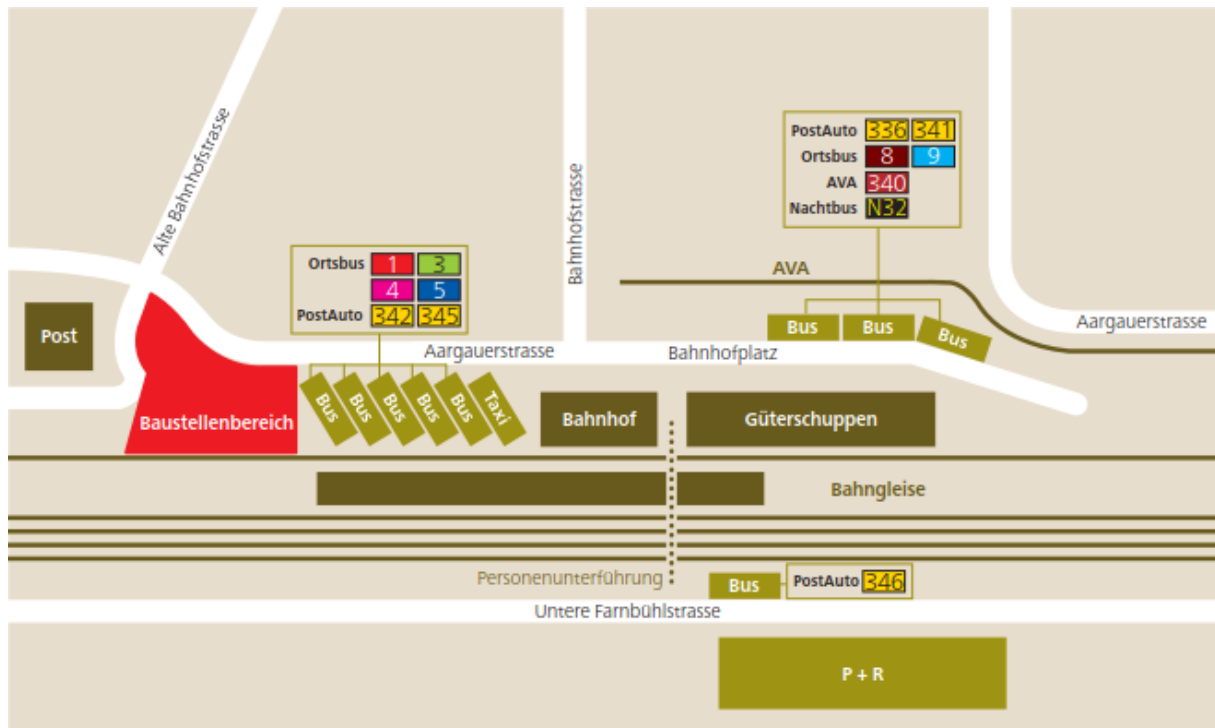 Alte Bahnhofstrasse
Bahnhofstrasse
PostAuto 336 341
Ortsbus 8 9
AVA 340
Nachtbus N32
Ortsbus 1 3
4 5
PostAuto 342 345
AVA
Post
Bus Bus Bus
Aargauerstrasse
Aargauerstrasse
Bahnhofplatz
Baustellenbereich
Bus Bus Bus Bus Bus Taxi
Bahnhof
Güterschuppen
Bahngleise
Personenunterführung
Bus
PostAuto 346
Untere Farnbühlstrasse
P + R